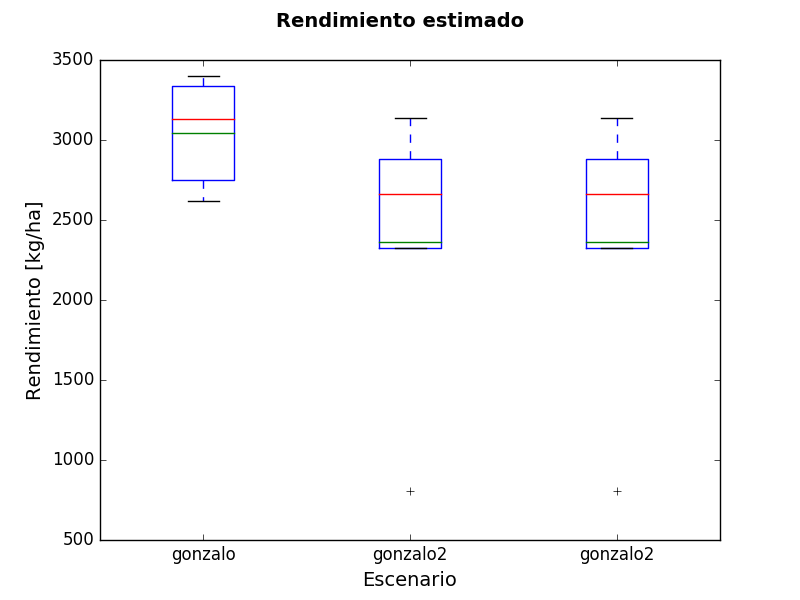 Rendimiento estimado
3500
3000
2500
2000
1500
1000
500
Rendimiento [kg/ha]
gonzalo gonzalo2 gonzalo2
Escenario